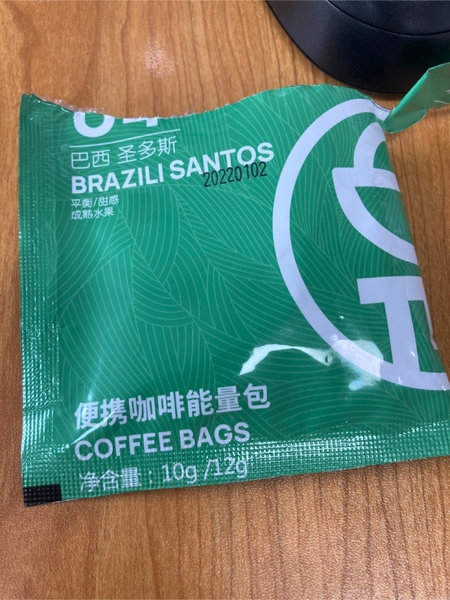 04
巴西 圣多斯
BRAZILI SANTOS
20220102
平衡/甜感
成熟水果
便携咖啡能量包
COFFEE BAGS
净含量：10g /12g